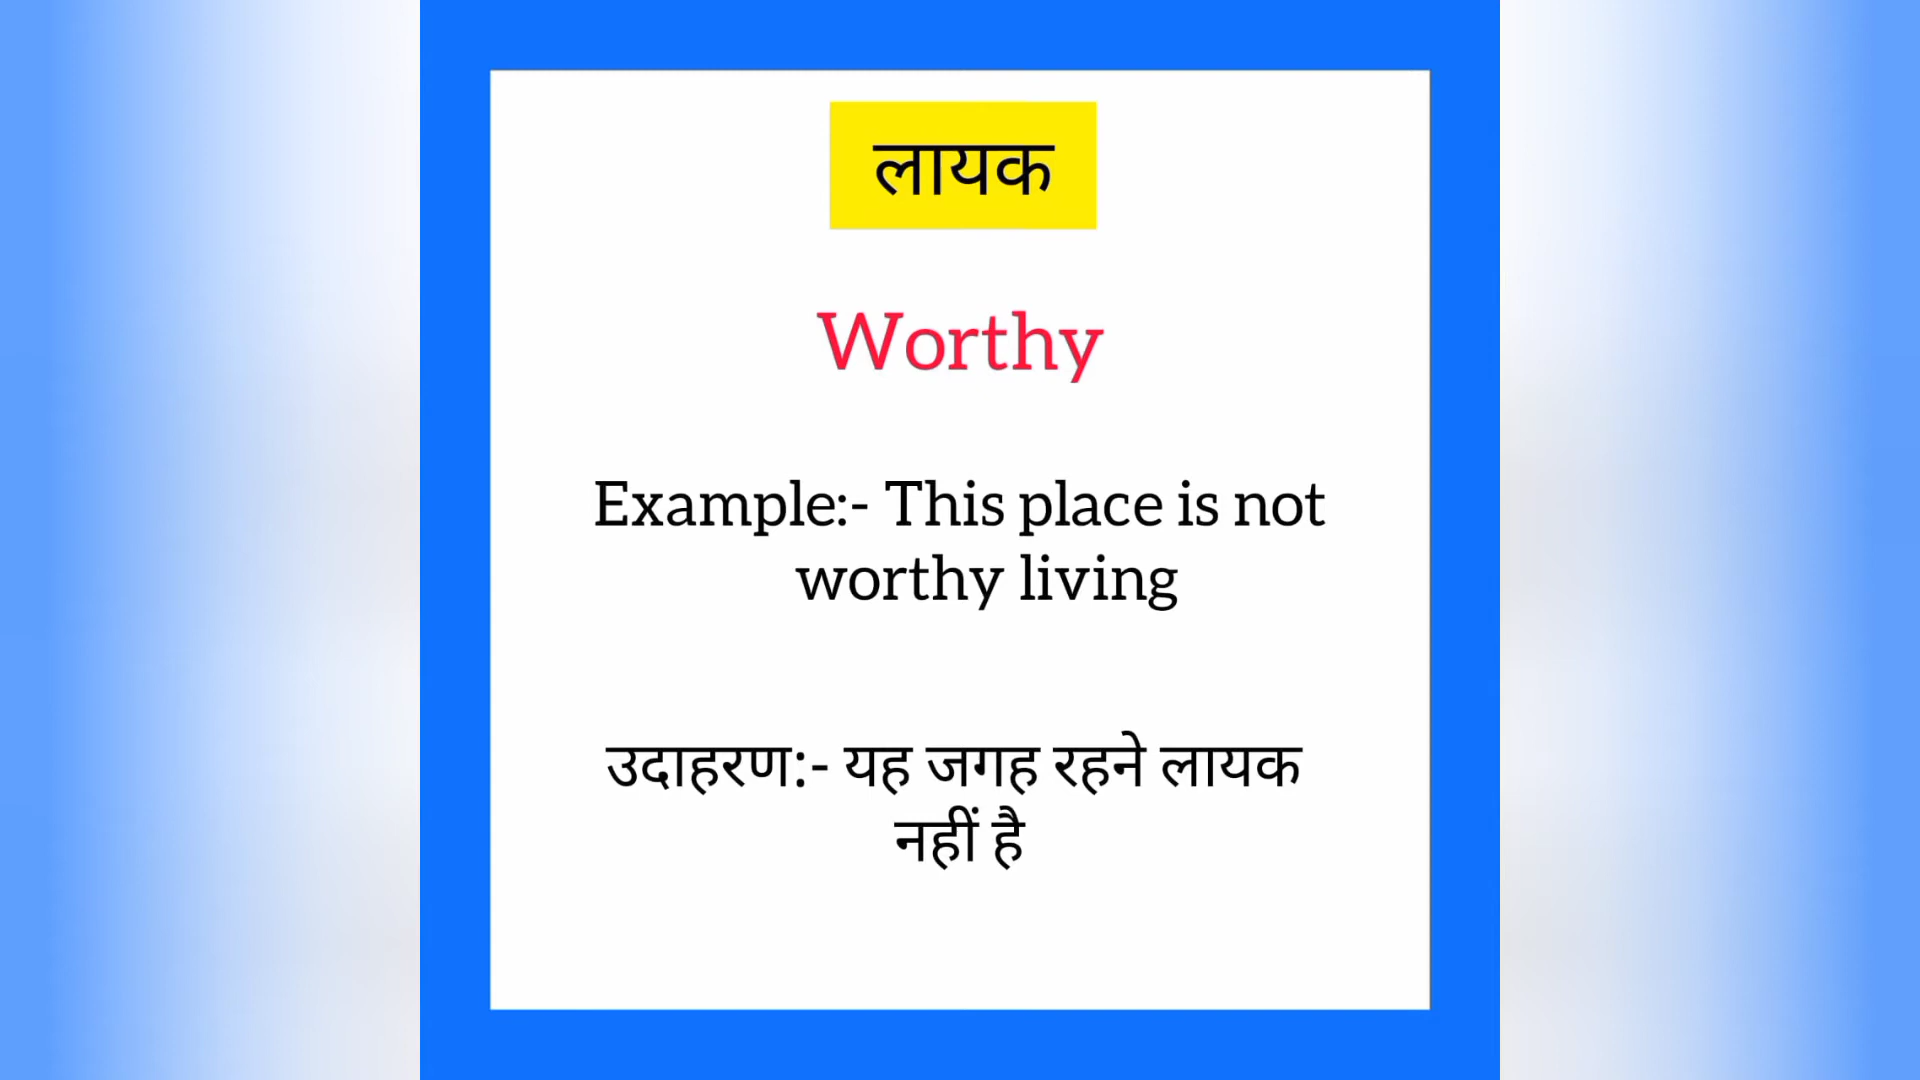 लायक
Worthy
Example:- This place is not
worthy living
उदाहरण:- यह जगह रहने लायक
नहीं है